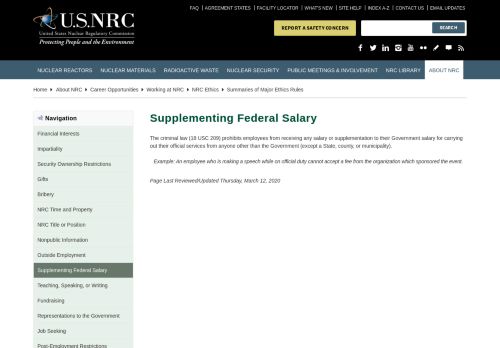 FAQ | AGREEMENT STATES | FACILITY LOCATOR | WHAT'S NEW | SITE HELP | INDEX A-Z | CONTACT US | EMAIL UPDATES
U.S.NRC
United States Nuclear Regulatory Commission
Protecting People and the Environment
REPORT A SAFETY CONCERN
SEARCH
NUCLEAR REACTORS NUCLEAR MATERIALS RADIOACTIVE WASTE NUCLEAR SECURITY PUBLIC MEETINGS & INVOLVEMENT NRC LIBRARY ABOUT NRC
Home About NRC Career Opportunities Working at NRC NRC Ethics Summaries of Major Ethics Rules
Navigation
Financial Interests
Impartiality
Security Ownership Restrictions
Gifts
Bribery
NRC Time and Property
NRC Title or Position
Nonpublic Information
Outside Employment
Supplementing Federal Salary
Teaching, Speaking, or Writing
Fundraising
Representations to the Government
Job Seeking
Post-Employment Restrictions
Supplementing Federal Salary
The criminal law (18 USC 209) prohibits employees from receiving any salary or supplementation to their Government salary for carrying
out their official services from anyone other than the Government (except a State, county, or municipality).
Example: An employee who is making a speech while on official duty cannot accept a fee from the organization which sponsored the event.
Page Last Reviewed/Updated Thursday, March 12, 2020